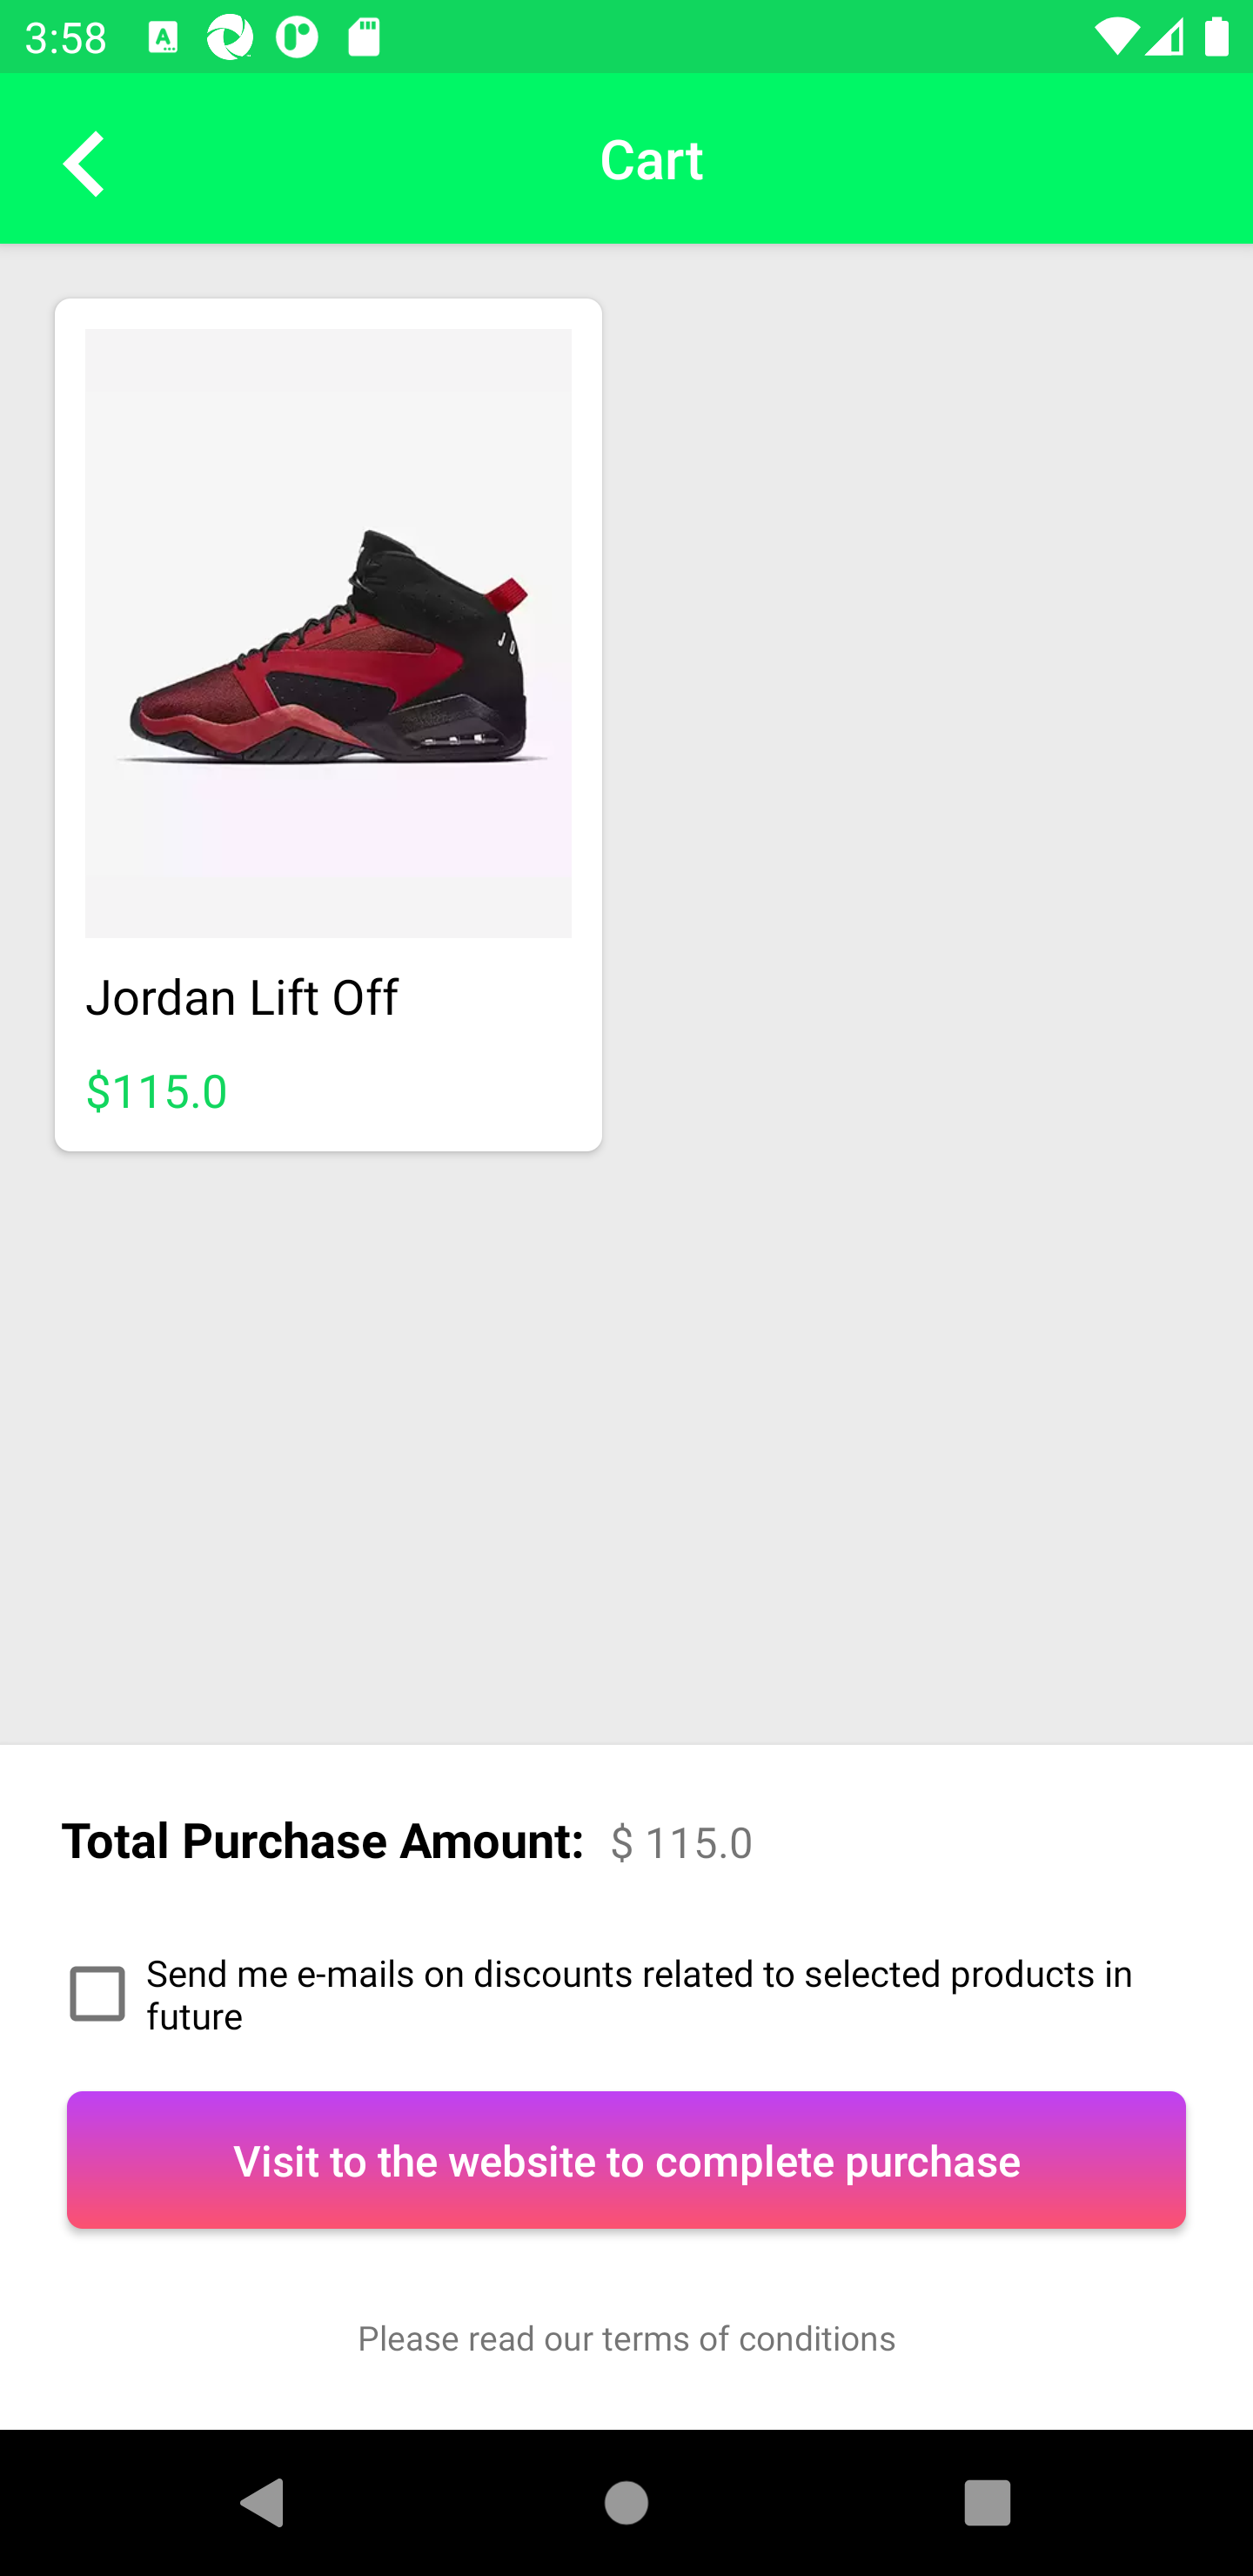 3:58
Cart
Jordan Lift Off
$115.0
Total Purchase Amount: $ 115.0
Send me e-mails on discounts related to selected products in
future
Visit to the website to complete purchase
Please read our terms of conditions